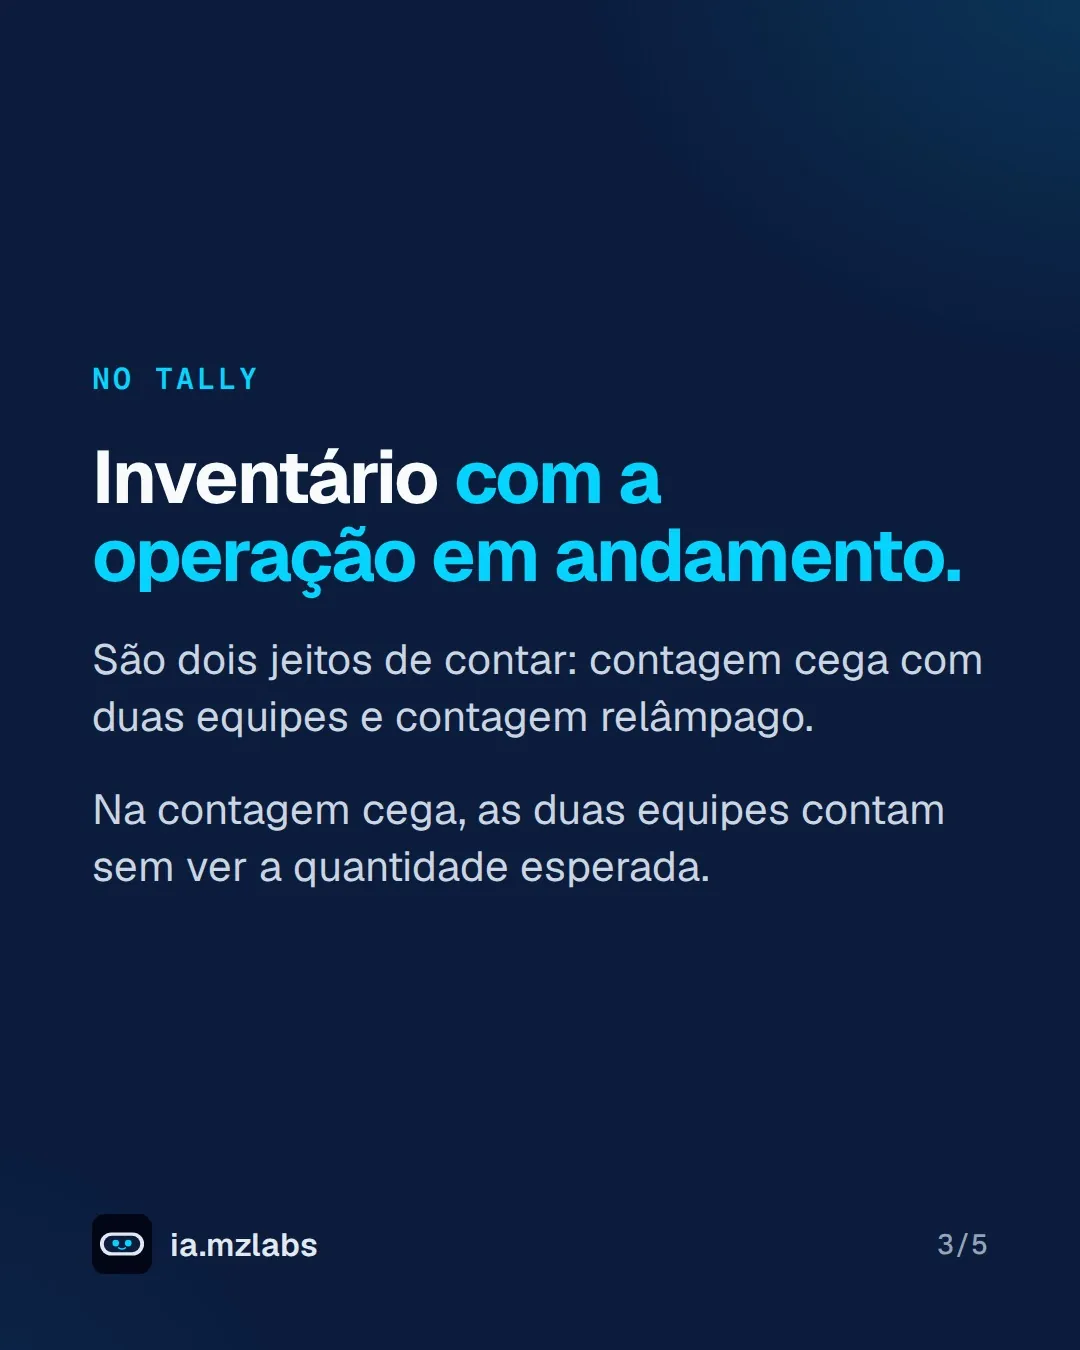 NO TALLY
Inventário com a
operação em andamento.
São dois jeitos de contar: contagem cega com
duas equipes e contagem relâmpago.
Na contagem cega, as duas equipes contam
sem ver a quantidade esperada.
ia.mzlabs
3/5